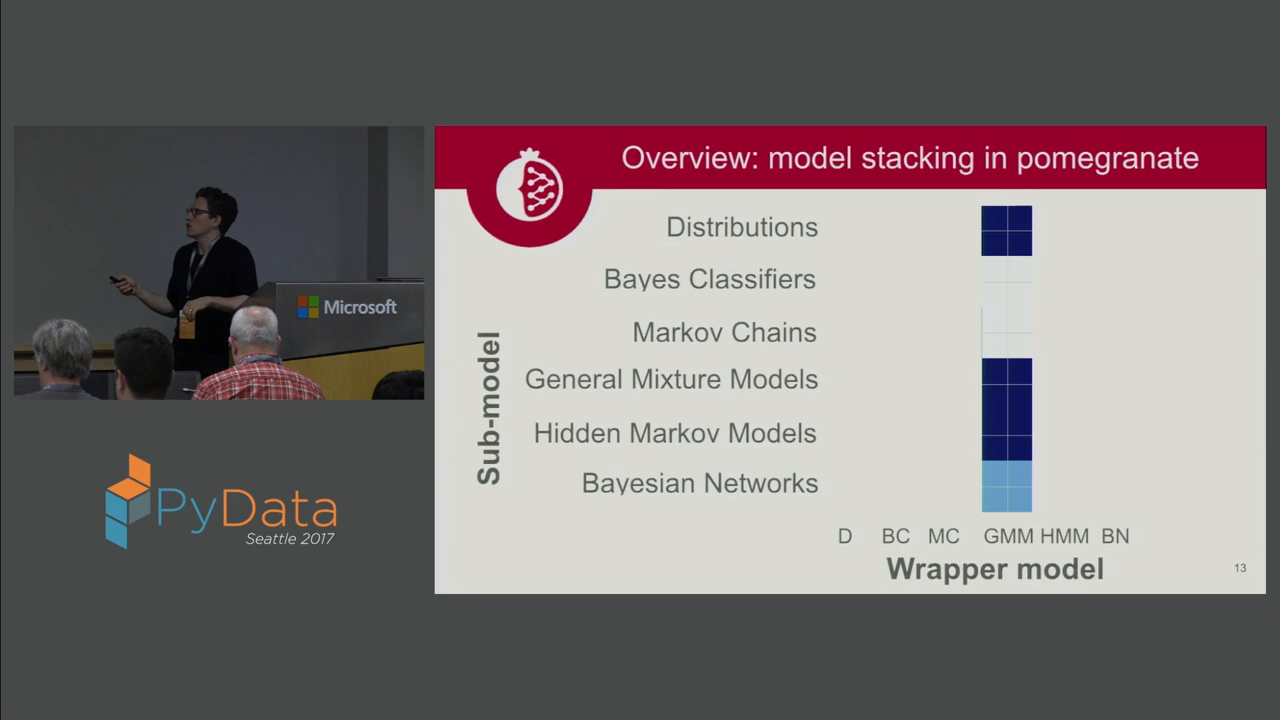 Overview: model stacking in pomegranate
Distributions
Bayes Classifiers
Markov Chains
General Mixture Models
Hidden Markov Models
Bayesian Networks
Sub-model
D BC MC GMM HMM BN
Wrapper model
13
Microsoft
PyData
Seattle 2017